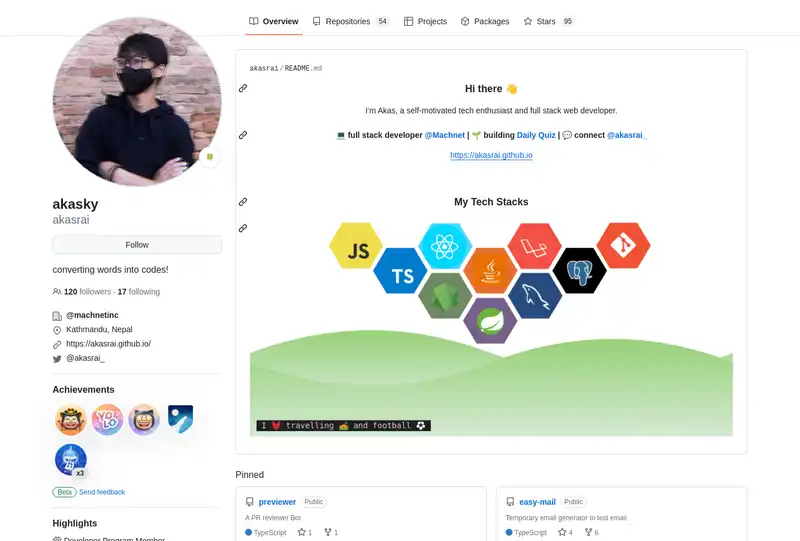 Overview
Repositories 54
Projects
Packages
Stars 95
akasrai/README.md
Hi there 👋
I'm Akas, a self-motivated tech enthusiast and full stack web developer.
💻 full stack developer @Machnet | 🌱 building Daily Quiz | 💬 connect @akasrai_
https://akasrai.github.io
My Tech Stacks
JS
TS
I travelling and football
akasky
akasrai
Follow
converting words into codes!
120 followers · 17 following
@machnetinc
Kathmandu, Nepal
https://akasrai.github.io/
@akasrai_
Achievements
YOLO
x3
Beta Send feedback
Highlights
Developer Program Member
Pinned
previewer Public
A PR reviewer Bot
TypeScript 1 1
easy-mail Public
Temporary email generator to test email.
TypeScript 4 6